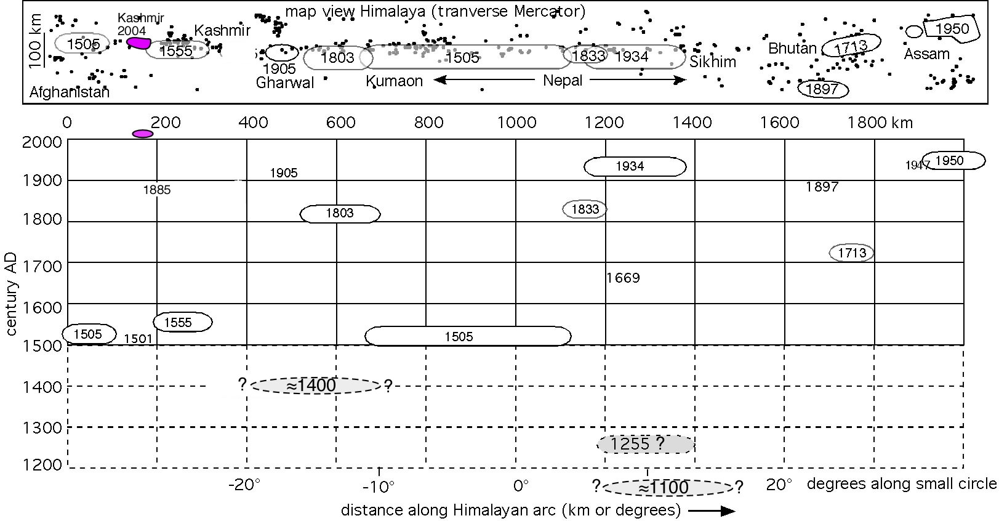 map view Himalaya (tranverse Mercator)
Kashmir
2004
Kashmir
100 km
1505
1555
1905
Gharwal
1803
1505
1833
1934
Sikhim
Bhutan
1713
1897
1950
Assam
Afghanistan
Kumaon
Nepal
0 200 400 600 800 1000 1200 1400 1600 1800 km
2000
1900
1800
1700
1600
1500
1400
1300
1200
century AD
1905
1934
1947
1950
1885
1897
1803
1833
1713
1669
1505
1501
1555
1505
? ≈1400 ?
1255 ?
-20° -10° 0° 20° degrees along small circle
? ≈1100 ?
distance along Himalayan arc (km or degrees)